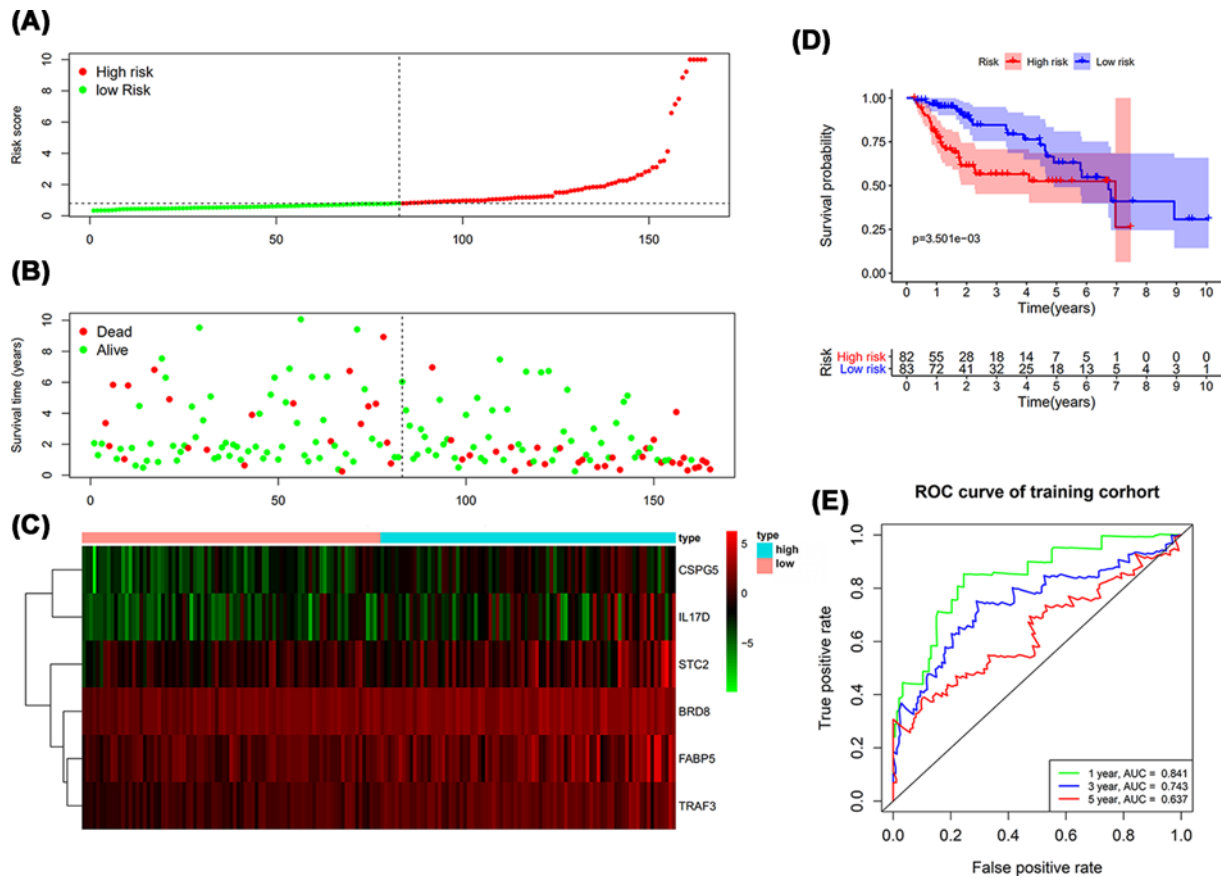 (A)
Risk score
10
8
6
4
2
0
High risk
low Risk
0 50 100 150
(B)
Survival time (years)
10
8
6
4
2
0
Dead
Alive
0 50 100 150
(C)
type
CSPG5
IL17D
STC2
BRD8
FABP5
TRAF3
5
−5
type
high
low
(D)
Risk High risk Low risk
Survival probability
1.00
0.75
0.50
0.25
0.00
p=3.501e−03
0 1 2 3 4 5 6 7 8 9 10
Time(years)
Risk
High risk 82 55 28 18 14 7 5 1 0 0 0
Low risk 83 72 41 32 25 18 13 5 4 3 1
0 1 2 3 4 5 6 7 8 9 10
Time(years)
(E)
ROC curve of training corhort
True positive rate
1.0
0.8
0.6
0.4
0.2
0.0
1 year, AUC = 0.841
3 year, AUC = 0.743
5 year, AUC = 0.637
0.0 0.2 0.4 0.6 0.8 1.0
False positive rate